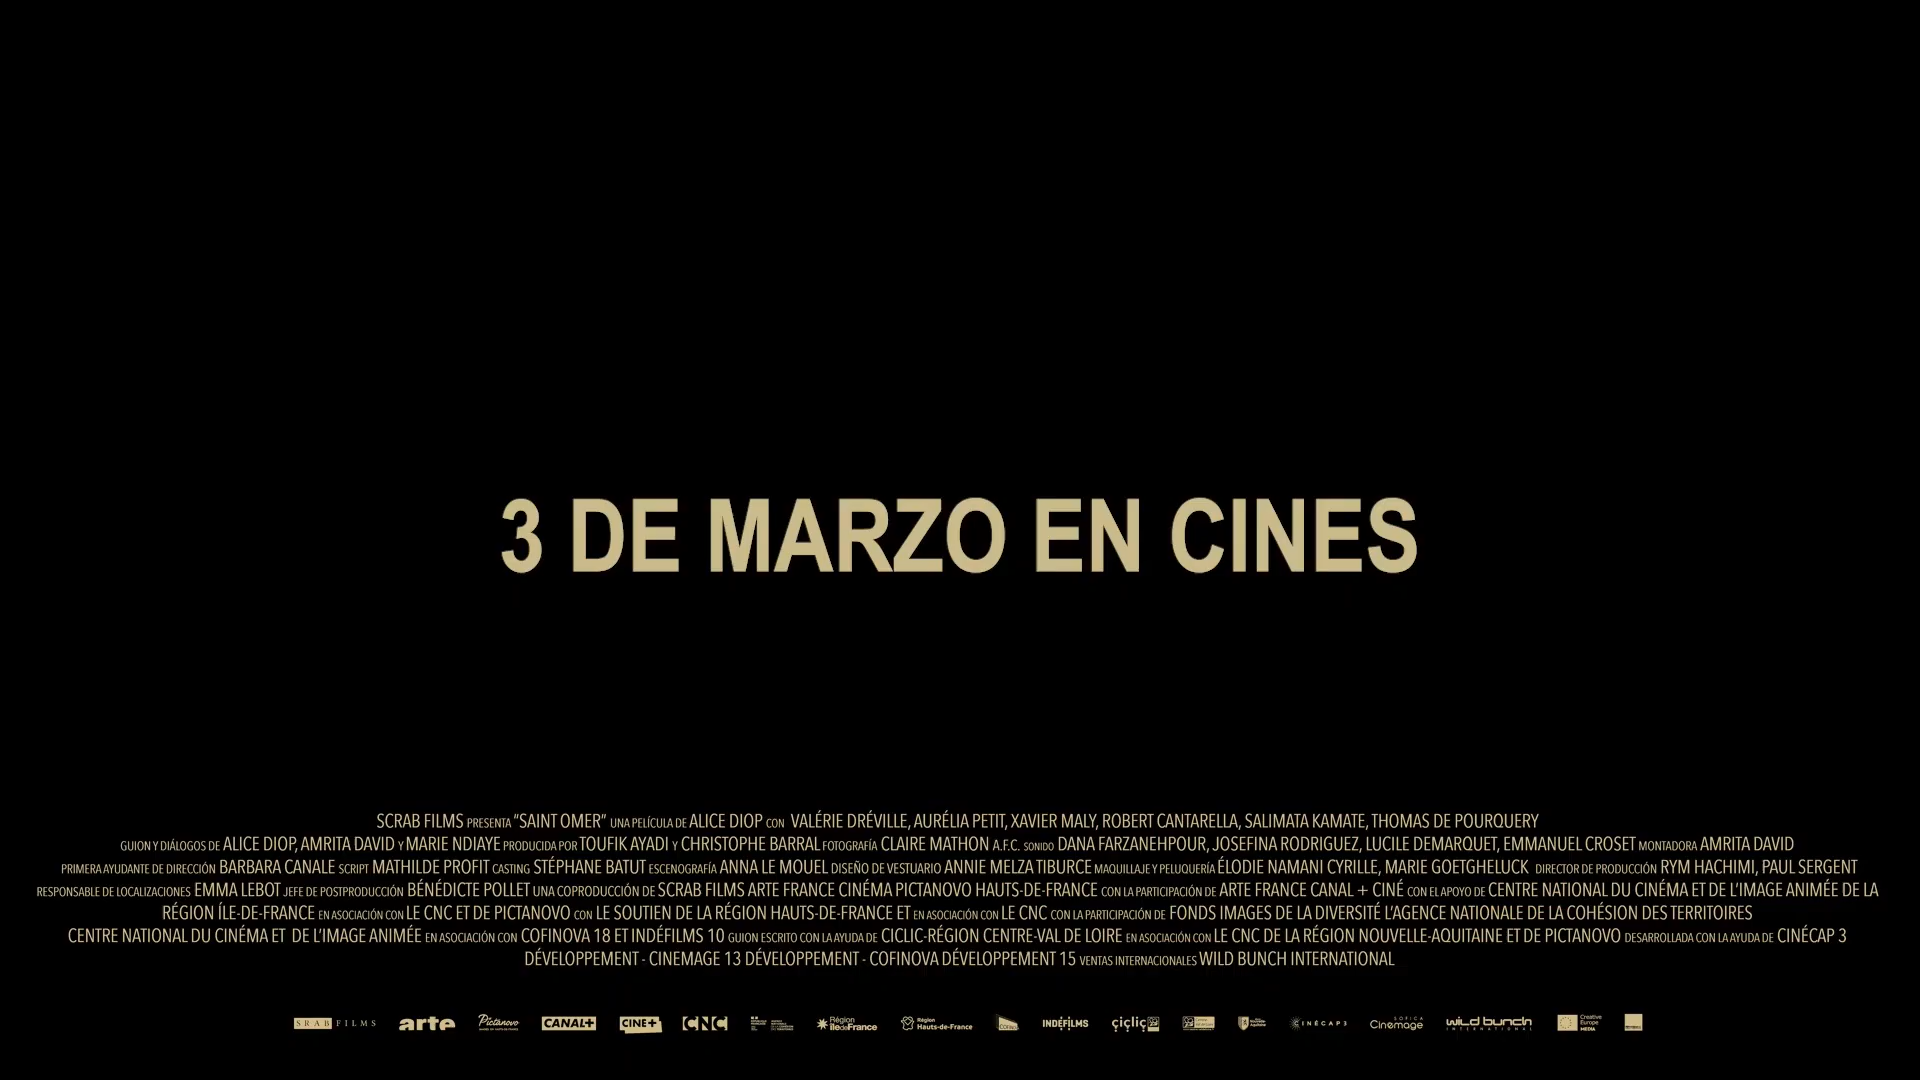 3 DE MARZO EN CINES
SCRAB FILMS PRESENTA “SAINT OMER” UNA PELÍCULA DE ALICE DIOP CON VALÉRIE DRÉVILLE, AURÉLIA PETIT, XAVIER MALY, ROBERT CANTARELLA, SALIMATA KAMATE, THOMAS DE POURQUERY
GUION Y DIÁLOGOS DE ALICE DIOP, AMRITA DAVID Y MARIE NDIAYE PRODUCIDA POR TOUFIK AYADI Y CHRISTOPHE BARRAL FOTOGRAFÍA CLAIRE MATHON A.F.C. SONIDO DANA FARZANEHPOUR, JOSEFINA RODRIGUEZ, LUCILE DEMARQUET, EMMANUEL CROSET MONTADORA AMRITA DAVID
PRIMERA AYUDANTE DE DIRECCIÓN BARBARA CANALE SCRIPT MATHILDE PROFIT CASTING STÉPHANE BATUT ESCENOGRAFÍA ANNA LE MOUEL DISEÑO DE VESTUARIO ANNIE MELZA TIBURCE MAQUILLAJE Y PELUQUERÍA ÉLODIE NAMANI CYRILLE, MARIE GOETGHELUCK DIRECTOR DE PRODUCCIÓN RYM HACHIMI, PAUL SERGENT
RESPONSABLE DE LOCALIZACIONES EMMA LEBOT JEFE DE POSTPRODUCCIÓN BÉNÉDICTE POLLET UNA COPRODUCCIÓN DE SCRAB FILMS ARTE FRANCE CINÉMA PICTANOVO HAUTS-DE-FRANCE CON LA PARTICIPACIÓN DE ARTE FRANCE CANAL + CINÉ CON EL APOYO DE CENTRE NATIONAL DU CINÉMA ET DE L’IMAGE ANIMÉE DE LA
RÉGION ÎLE-DE-FRANCE EN ASOCIACIÓN CON LE CNC ET DE PICTANOVO CON LE SOUTIEN DE LA RÉGION HAUTS-DE-FRANCE ET EN ASOCIACIÓN CON LE CNC CON LA PARTICIPACIÓN DE FONDS IMAGES DE LA DIVERSITÉ L’AGENCE NATIONALE DE LA COHÉSION DES TERRITOIRES
CENTRE NATIONAL DU CINÉMA ET DE L’IMAGE ANIMÉE EN ASOCIACIÓN CON COFINOVA 18 ET INDÉFILMS 10 GUION ESCRITO CON LA AYUDA DE CICLIC-RÉGION CENTRE-VAL DE LOIRE EN ASOCIACIÓN CON LE CNC DE LA RÉGION NOUVELLE-AQUITAINE ET DE PICTANOVO DESARROLLADA CON LA AYUDA DE CINÉCAP 3
DÉVELOPPEMENT - CINEMAGE 13 DÉVELOPPEMENT - COFINOVA DÉVELOPPEMENT 15 VENTAS INTERNACIONALES WILD BUNCH INTERNATIONAL
SRAB FILMS arte Pictanovo CANAL+ CINE+ CNC Région îledeFrance Région Hauts-de-France INDÉFILMS ciclic CINÉCAP3 SOFICA Cinémage wild bunch INTERNATIONAL Creative Europe MEDIA